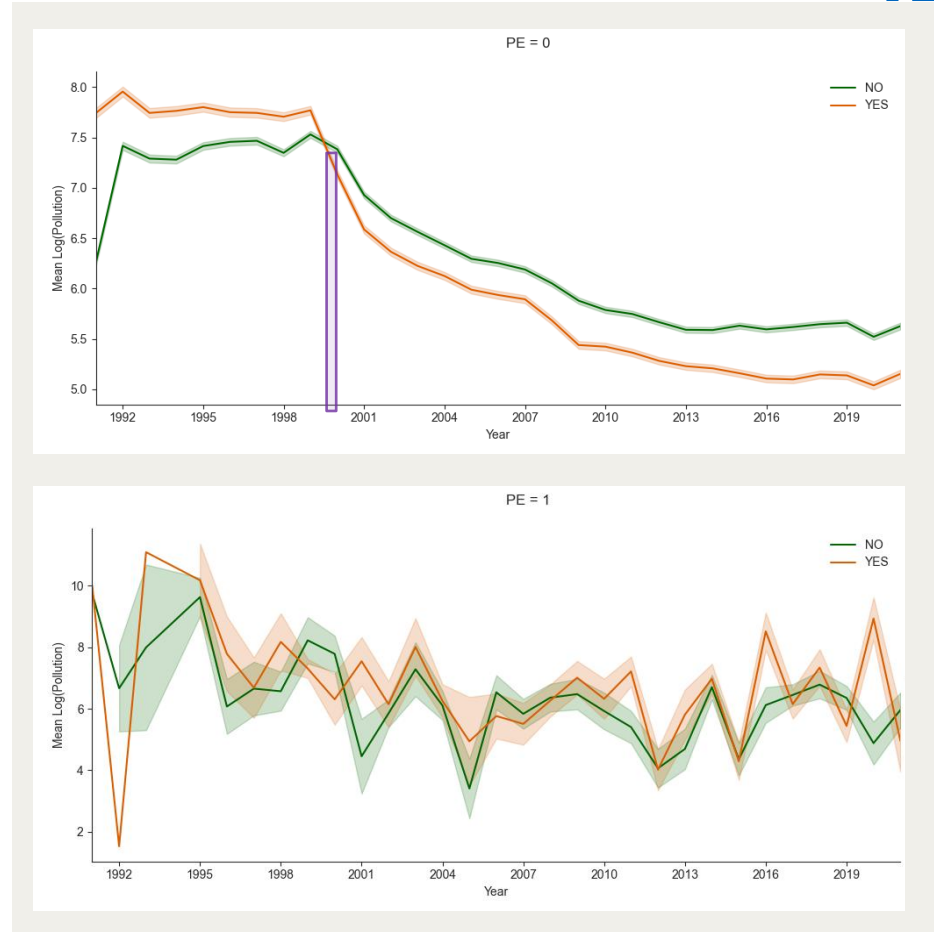 PE = 0
NO
YES
8.0
7.5
7.0
6.5
6.0
5.5
5.0
Mean Log(Pollution)
1992 1995 1998 2001 2004 2007 2010 2013 2016 2019
Year
PE = 1
NO
YES
10
8
6
4
2
Mean Log(Pollution)
1992 1995 1998 2001 2004 2007 2010 2013 2016 2019
Year